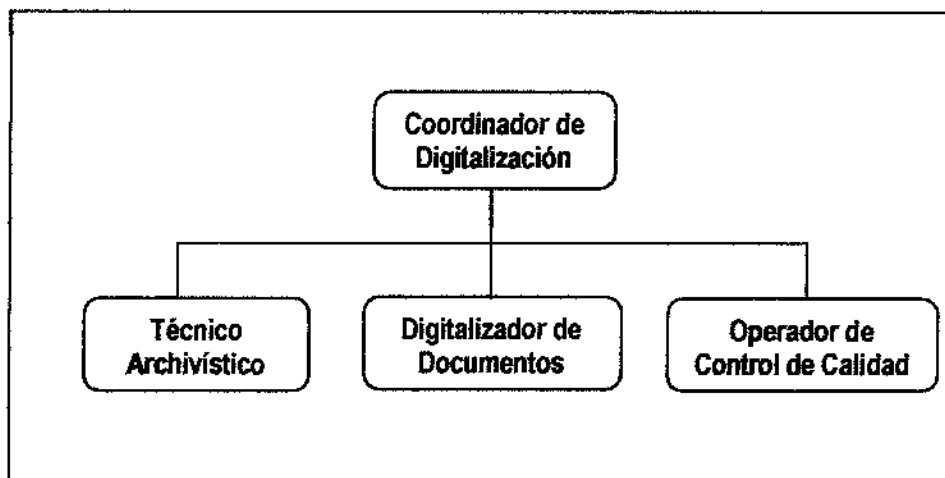 Coordinador de
Digitalización
Técnico
Archivístico
Digitalizador de
Documentos
Operador de
Control de Calidad